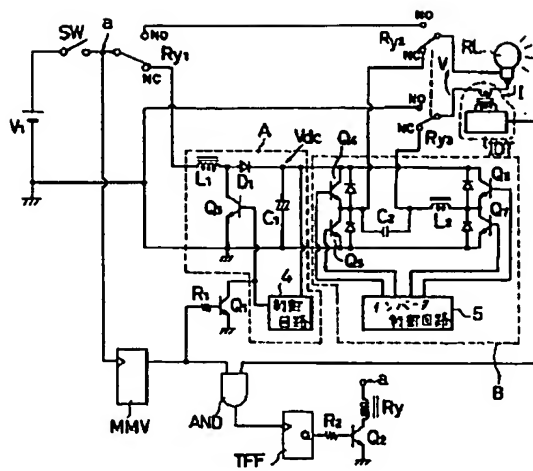 SW
a
NO
NC
Ry1
Ry2
NO
NC
RL
V
I
NO
NC
Ry3
V1
IDT
A
Vdc
L1
D1
Q3
C1
Q4
Q5
C2
L2
Q6
Q7
4
制御
回路
R1
Q1
インバータ
制御回路
5
B
MMV
AND
TFF
Q
R2
a
Ry
Q2